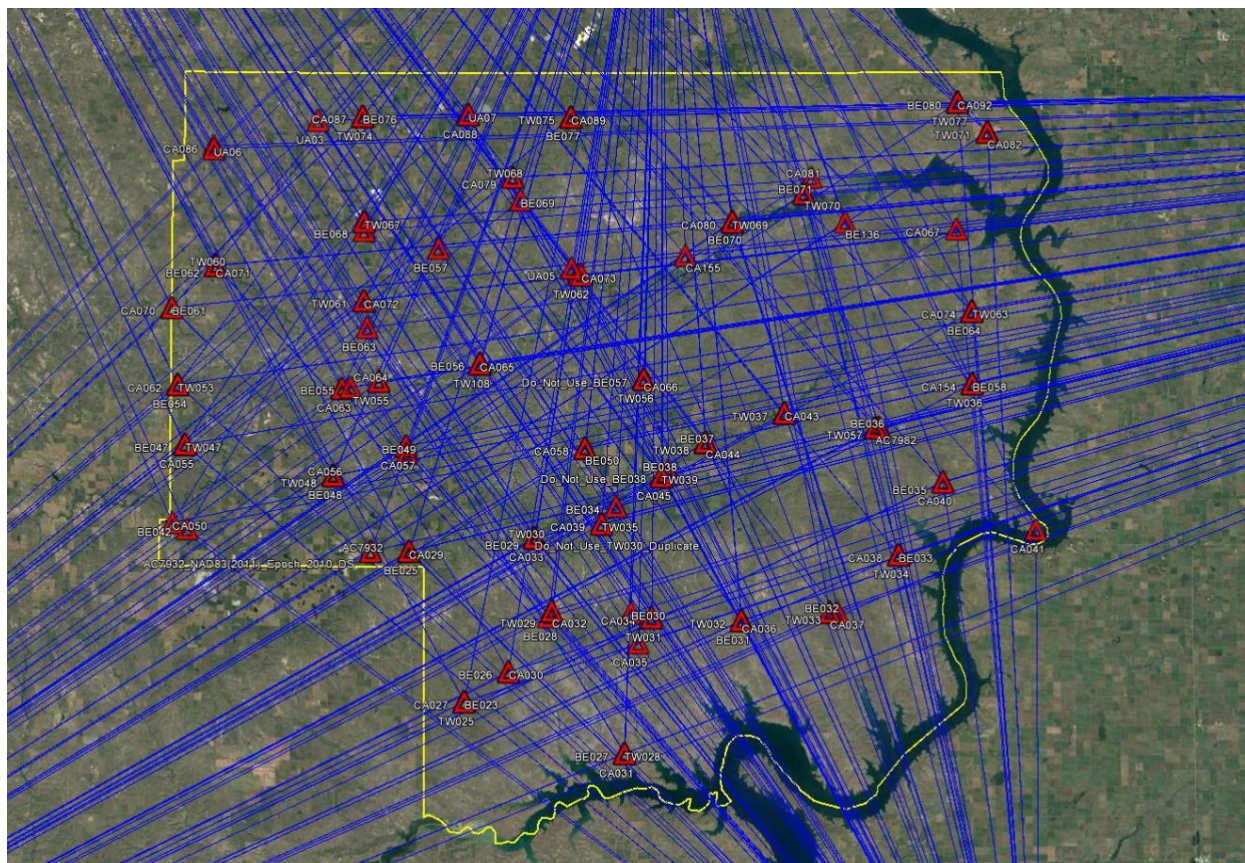 BE080 CA092
TW077
TW071
CA082
CA087 BE076
UA03 TW074
UA07
CA088
TW075 CA089
BE077
CA086 UA06
TW068
CA079
BE069
CA081
BE071
TW070
BE068 TW067
CA080 TW069
BE070
BE136
CA067
BE057
TW060
BE062 CA071
UA05 CA073
TW062
CA155
CA070 BE061
TW061 CA072
BE063
CA074 TW063
BE064
BE056 CA065
TW108
Do_Not_Use_BE057
CA066
TW056
CA062 TW053
BE054
CA064
BE055 TW055
CA063
CA154 BE058
TW036
TW037 CA043
BE036
TW057 AC7982
BE047 TW047
CA055
BE049
CA057
CA058 BE050
BE037
TW038 CA044
CA056
TW048
BE048
BE038
Do_Not_Use_BE038 TW039
CA045
BE035 CA040
BE034
CA039 TW035
BE042 CA050
TW030
BE029 Do_Not_Use_TW030_Duplicate
CA033
CA041
AC7932 CA029
BE025
AC7932_NAD83(2011)_Epoch_2010_DS
CA038 BE033
TW034
TW029 CA032
BE028
CA034 BE030
TW031
CA035
TW032 CA036
BE031
BE032
TW033 CA037
BE026 CA030
CA027 BE023
TW025
BE027 TW028
CA031